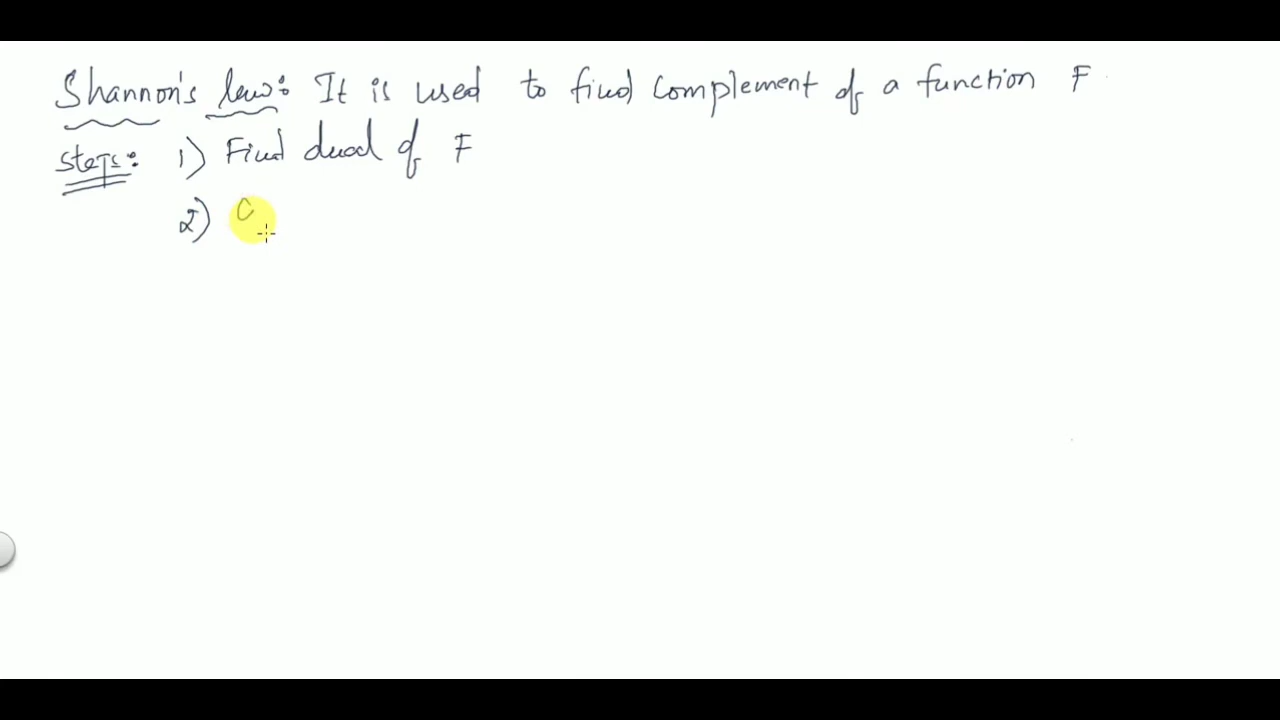 Shannon's law: It is used to find complement of a function F
Steps: 1) Find dual of F
2) C